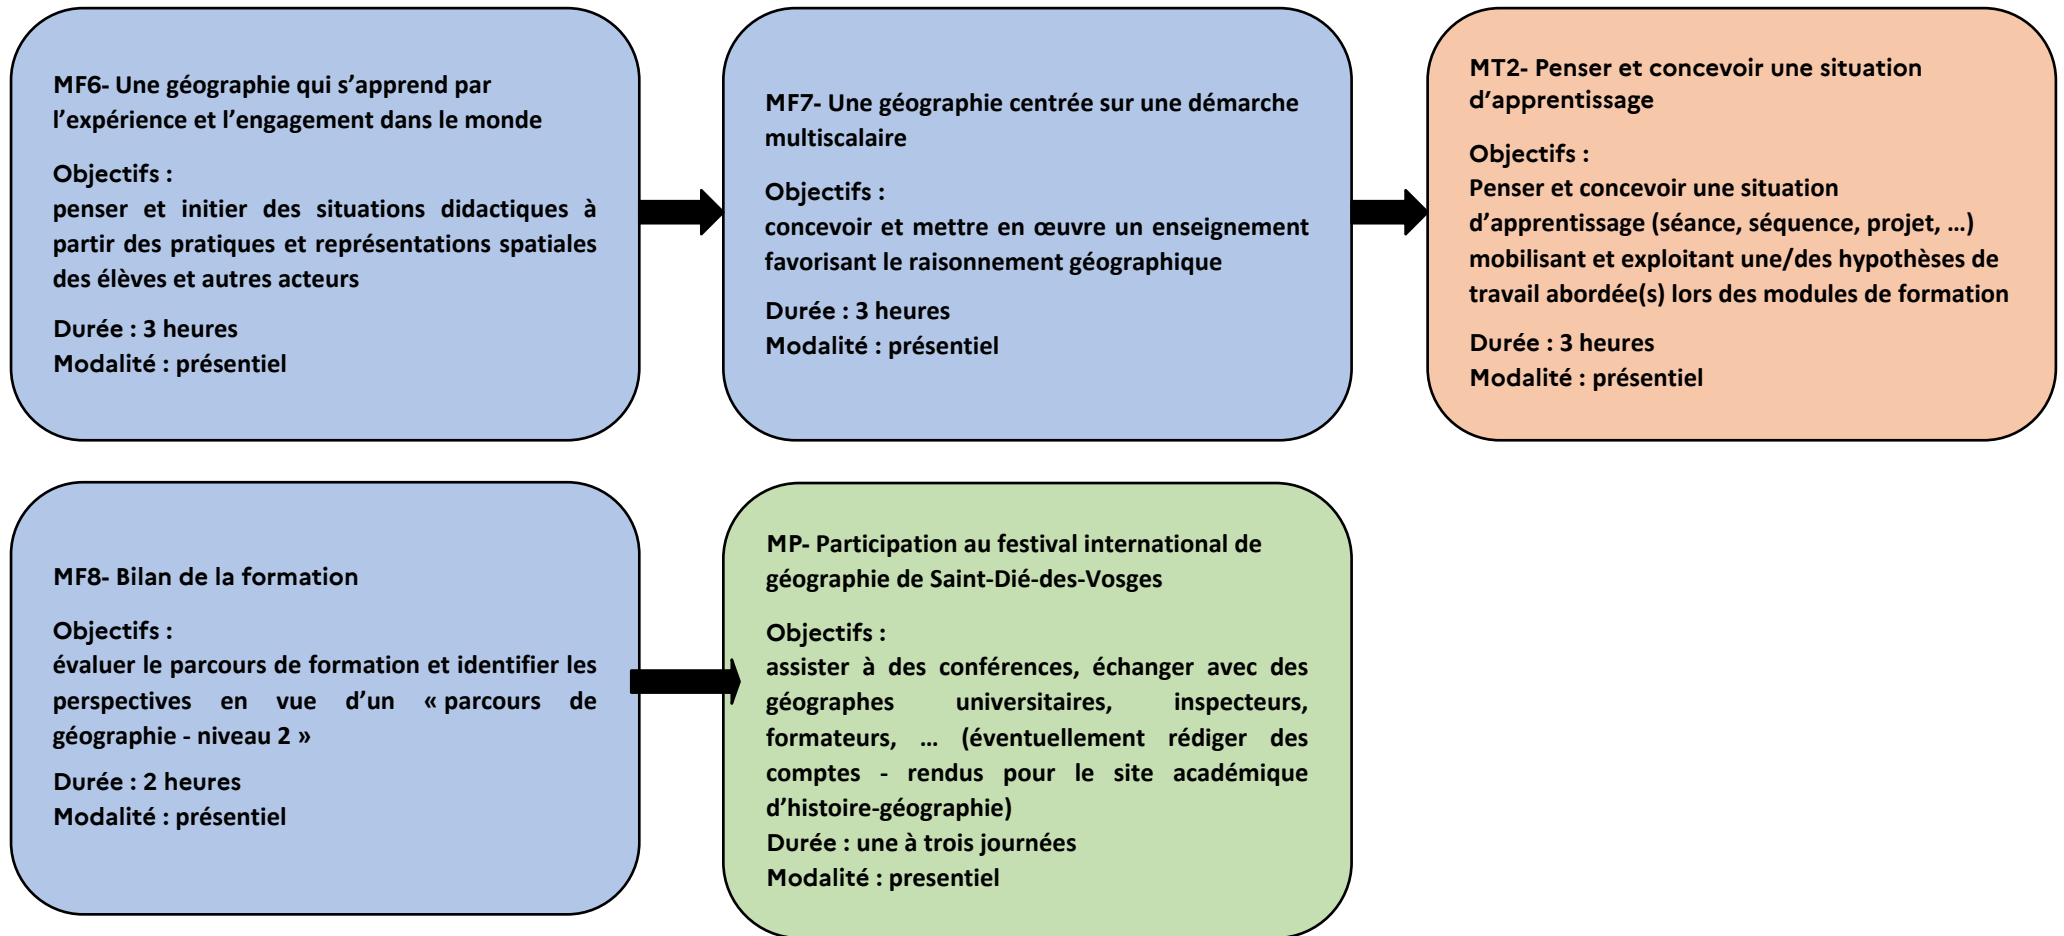 MF6- Une géographie qui s’apprend par
l’expérience et l’engagement dans le monde
Objectifs :
penser et initier des situations didactiques à
partir des pratiques et représentations spatiales
des élèves et autres acteurs
Durée : 3 heures
Modalité : présentiel
MF7- Une géographie centrée sur une démarche
multiscalaire
Objectifs :
concevoir et mettre en œuvre un enseignement
favorisant le raisonnement géographique
Durée : 3 heures
Modalité : présentiel
MT2- Penser et concevoir une situation
d’apprentissage
Objectifs :
Penser et concevoir une situation
d’apprentissage (séance, séquence, projet, …)
mobilisant et exploitant une/des hypothèses de
travail abordée(s) lors des modules de formation
Durée : 3 heures
Modalité : présentiel
MF8- Bilan de la formation
Objectifs :
évaluer le parcours de formation et identifier les
perspectives en vue d’un « parcours de
géographie - niveau 2 »
Durée : 2 heures
Modalité : présentiel
MP- Participation au festival international de
géographie de Saint-Dié-des-Vosges
Objectifs :
assister à des conférences, échanger avec des
géographes universitaires, inspecteurs,
formateurs, … (éventuellement rédiger des
comptes - rendus pour le site académique
d’histoire-géographie)
Durée : une à trois journées
Modalité : presentiel